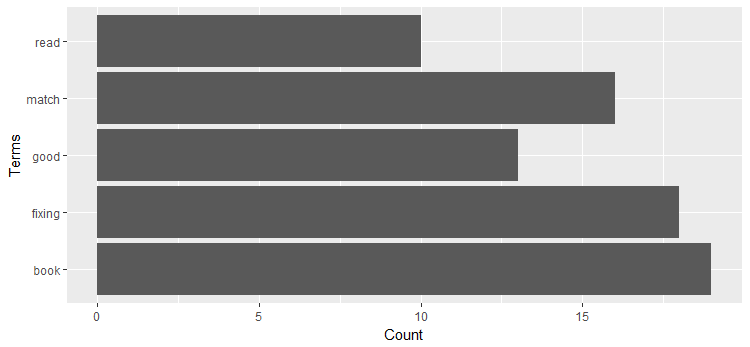 Terms
read
match
good
fixing
book
0 5 10 15
Count